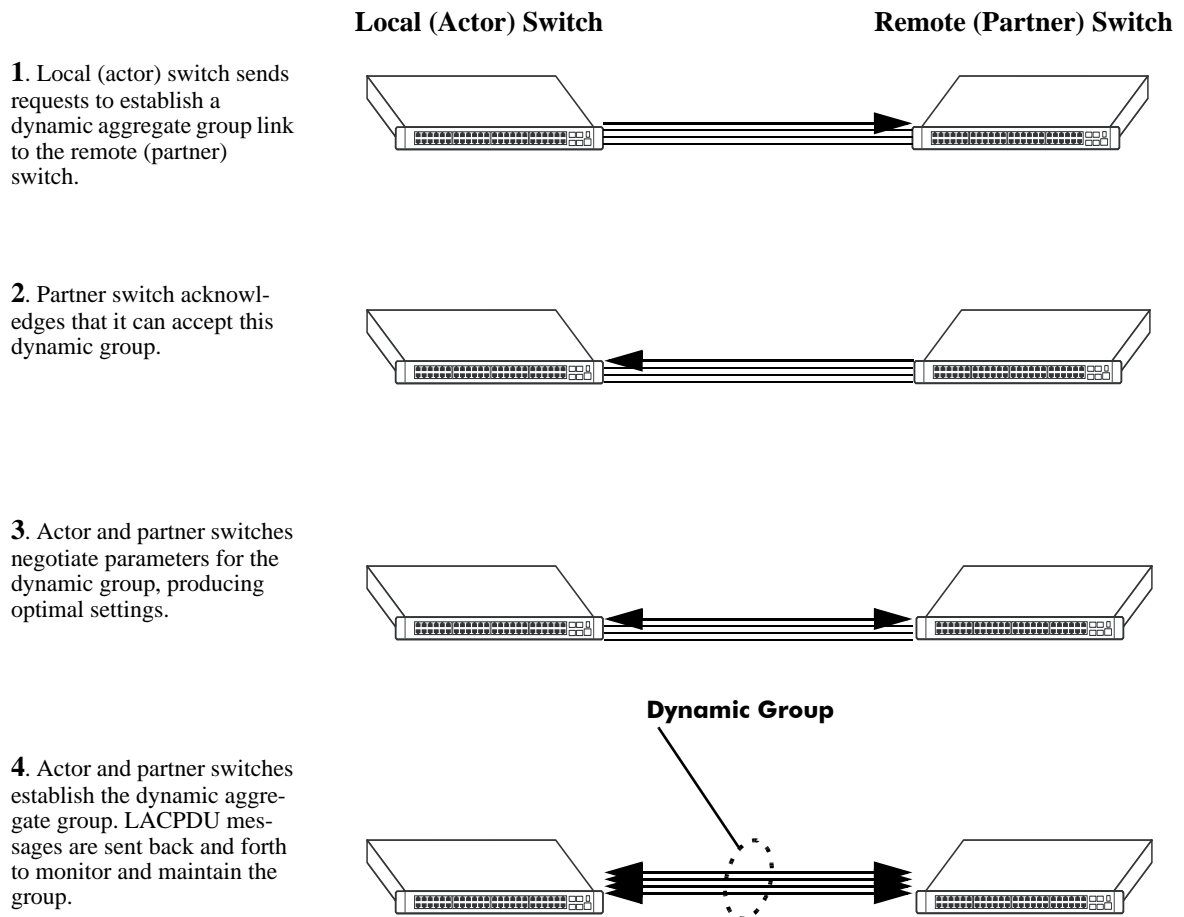 Local (Actor) Switch
Remote (Partner) Switch
1. Local (actor) switch sends
requests to establish a
dynamic aggregate group link
to the remote (partner)
switch.
2. Partner switch acknowl-
edges that it can accept this
dynamic group.
3. Actor and partner switches
negotiate parameters for the
dynamic group, producing
optimal settings.
Dynamic Group
4. Actor and partner switches
establish the dynamic aggre-
gate group. LACPDU mes-
sages are sent back and forth
to monitor and maintain the
group.